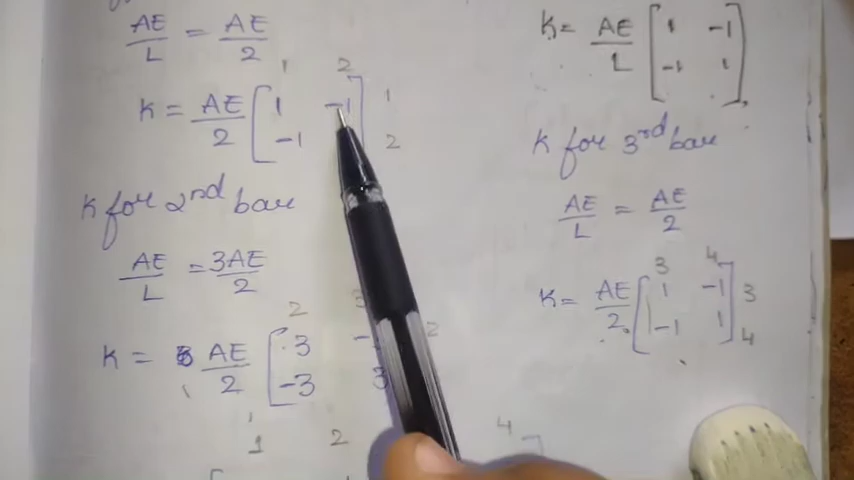 AE/L = AE/2
1 2
K = AE/2 [ 1 -1 ] 1
[ -1 ] 2
K for 2nd bar
AE/L = 3AE/2
2
K = AE/2 [ 3
[ -3 3 2
1 2 4
K = AE/L [ 1 -1 ]
[ -1 1 ]
K for 3rd bar
AE/L = AE/2
3 4
K = AE/2 [ 1 -1 ] 3
[ -1 1 ] 4